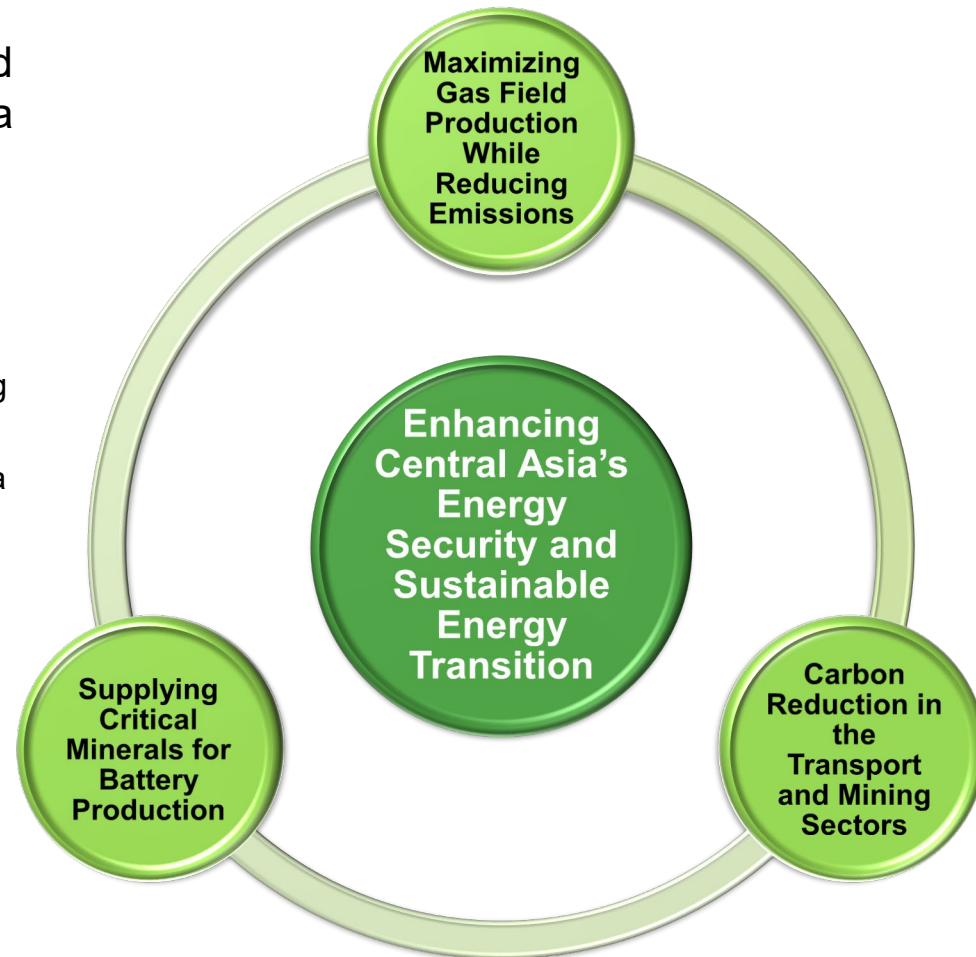 d
a
g
a
Maximizing
Gas Field
Production
While
Reducing
Emissions
Enhancing
Central Asia’s
Energy
Security and
Sustainable
Energy
Transition
Supplying
Critical
Minerals for
Battery
Production
Carbon
Reduction in
the
Transport
and Mining
Sectors